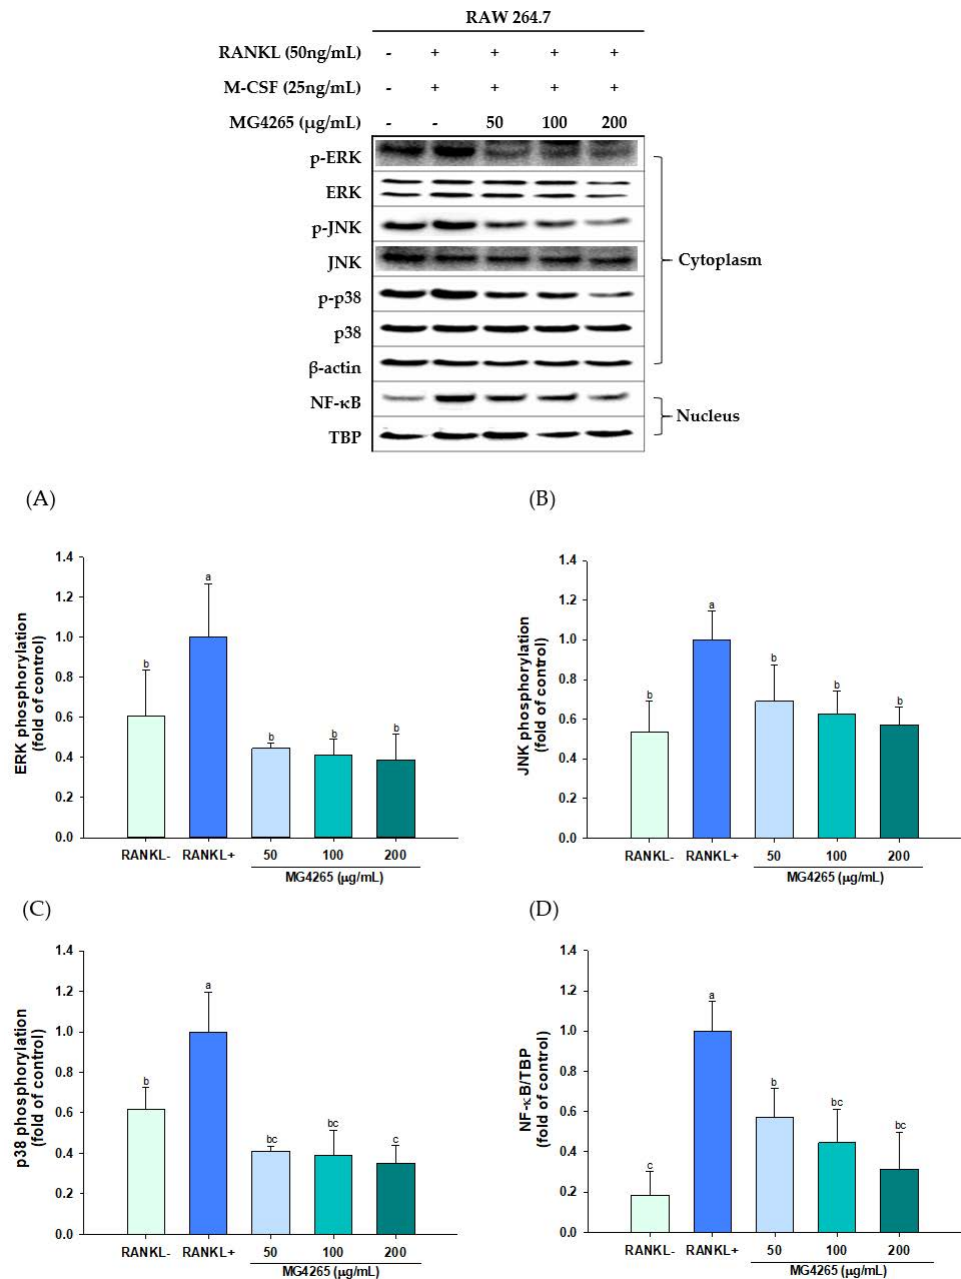 RAW 264.7
RANKL (50ng/mL) - + + + +
M-CSF (25ng/mL) - + + + +
MG4265 (μg/mL) - - 50 100 200
p-ERK
ERK
p-JNK
JNK
p-p38
p38
β-actin
Cytoplasm
NF-κB
TBP
Nucleus
(A)
ERK phosphorylation
(fold of control)
1.4
1.2
1.0
0.8
0.6
0.4
0.2
0.0
b a b b b
RANKL- RANKL+ 50 100 200
MG4265 (μg/mL)
(B)
JNK phosphorylation
(fold of control)
1.4
1.2
1.0
0.8
0.6
0.4
0.2
0.0
b a b b b
RANKL- RANKL+ 50 100 200
MG4265 (μg/mL)
(C)
p38 phosphorylation
(fold of control)
1.4
1.2
1.0
0.8
0.6
0.4
0.2
0.0
b a bc bc c
RANKL- RANKL+ 50 100 200
MG4265 (μg/mL)
(D)
NF-κB/TBP
(fold of control)
1.4
1.2
1.0
0.8
0.6
0.4
0.2
0.0
c a b bc bc
RANKL- RANKL+ 50 100 200
MG4265 (μg/mL)